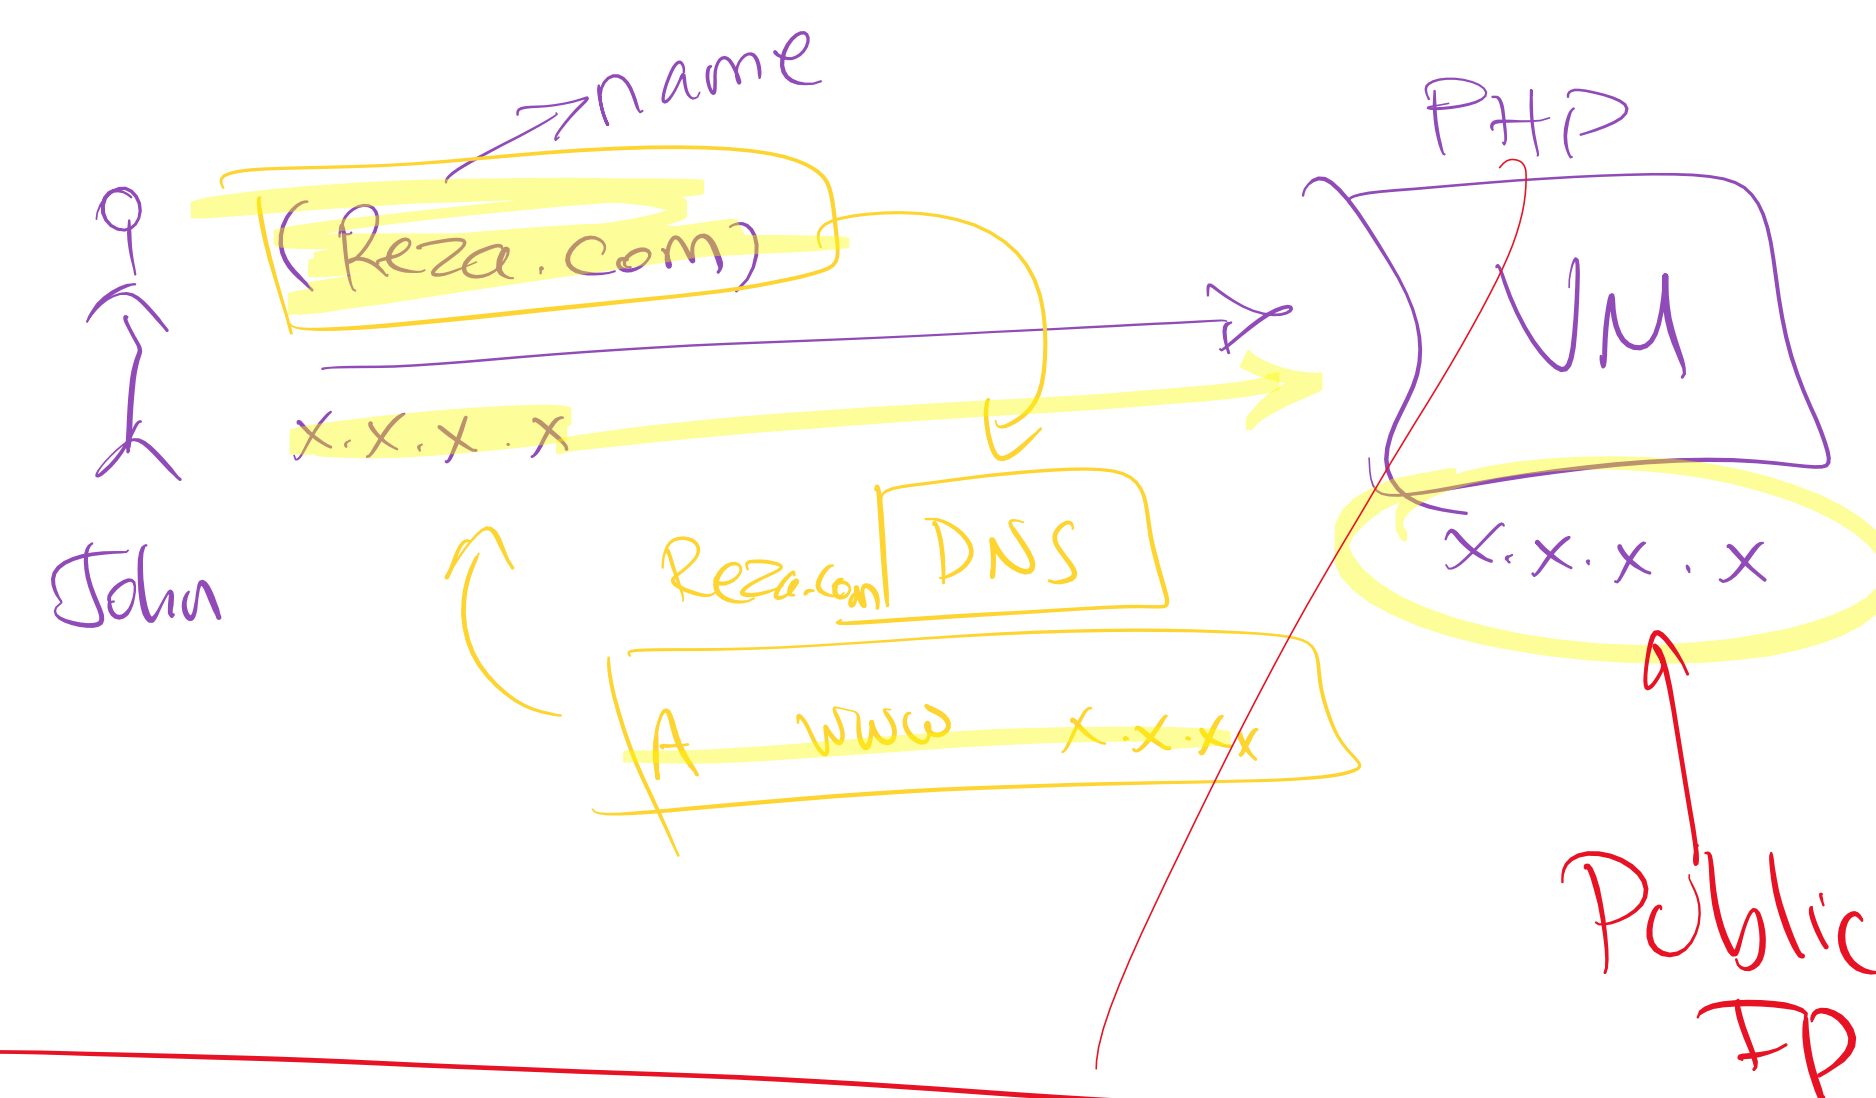 name
PHP
(Reza.com)
VM
x.x.x.x
DNS
Reza.com
x.x.x.x
John
A www x.x.x.x
Public
IP